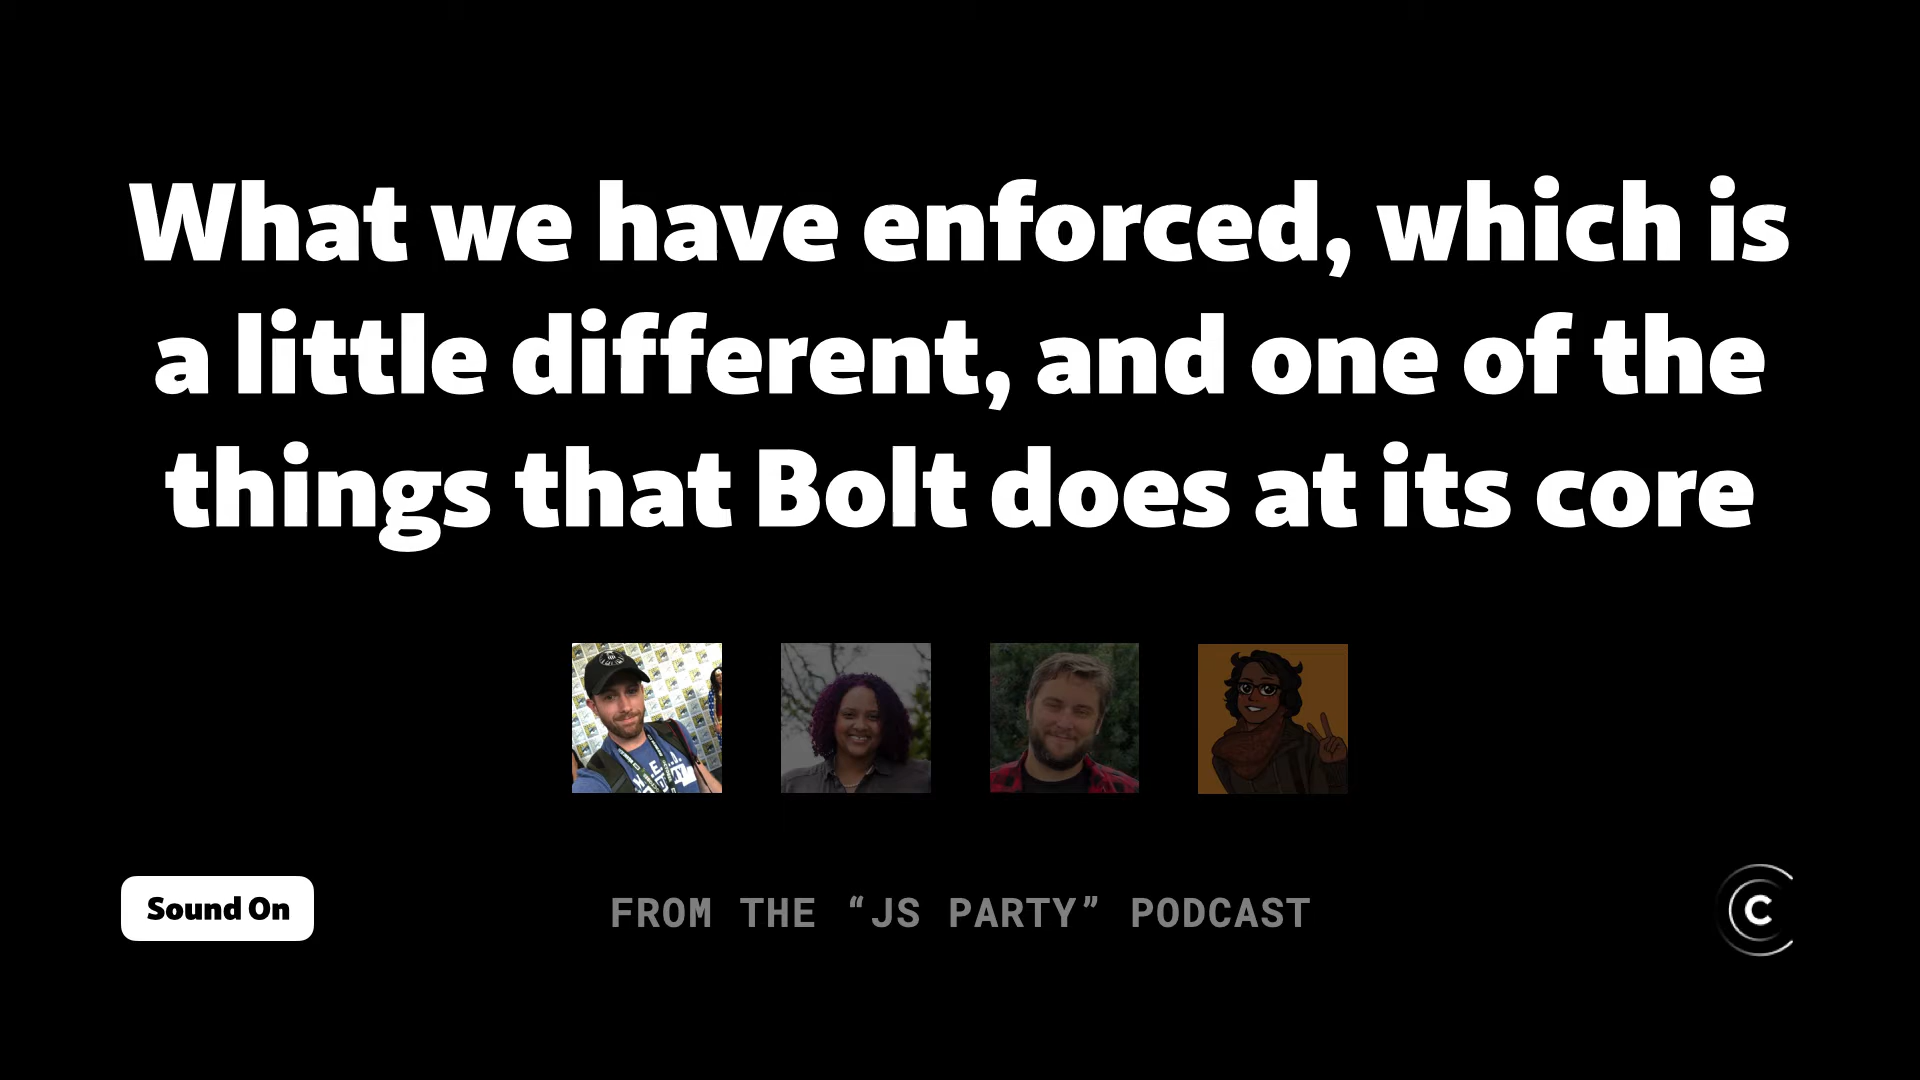 What we have enforced, which is
a little different, and one of the
things that Bolt does at its core
Sound On
FROM THE “JS PARTY” PODCAST
C